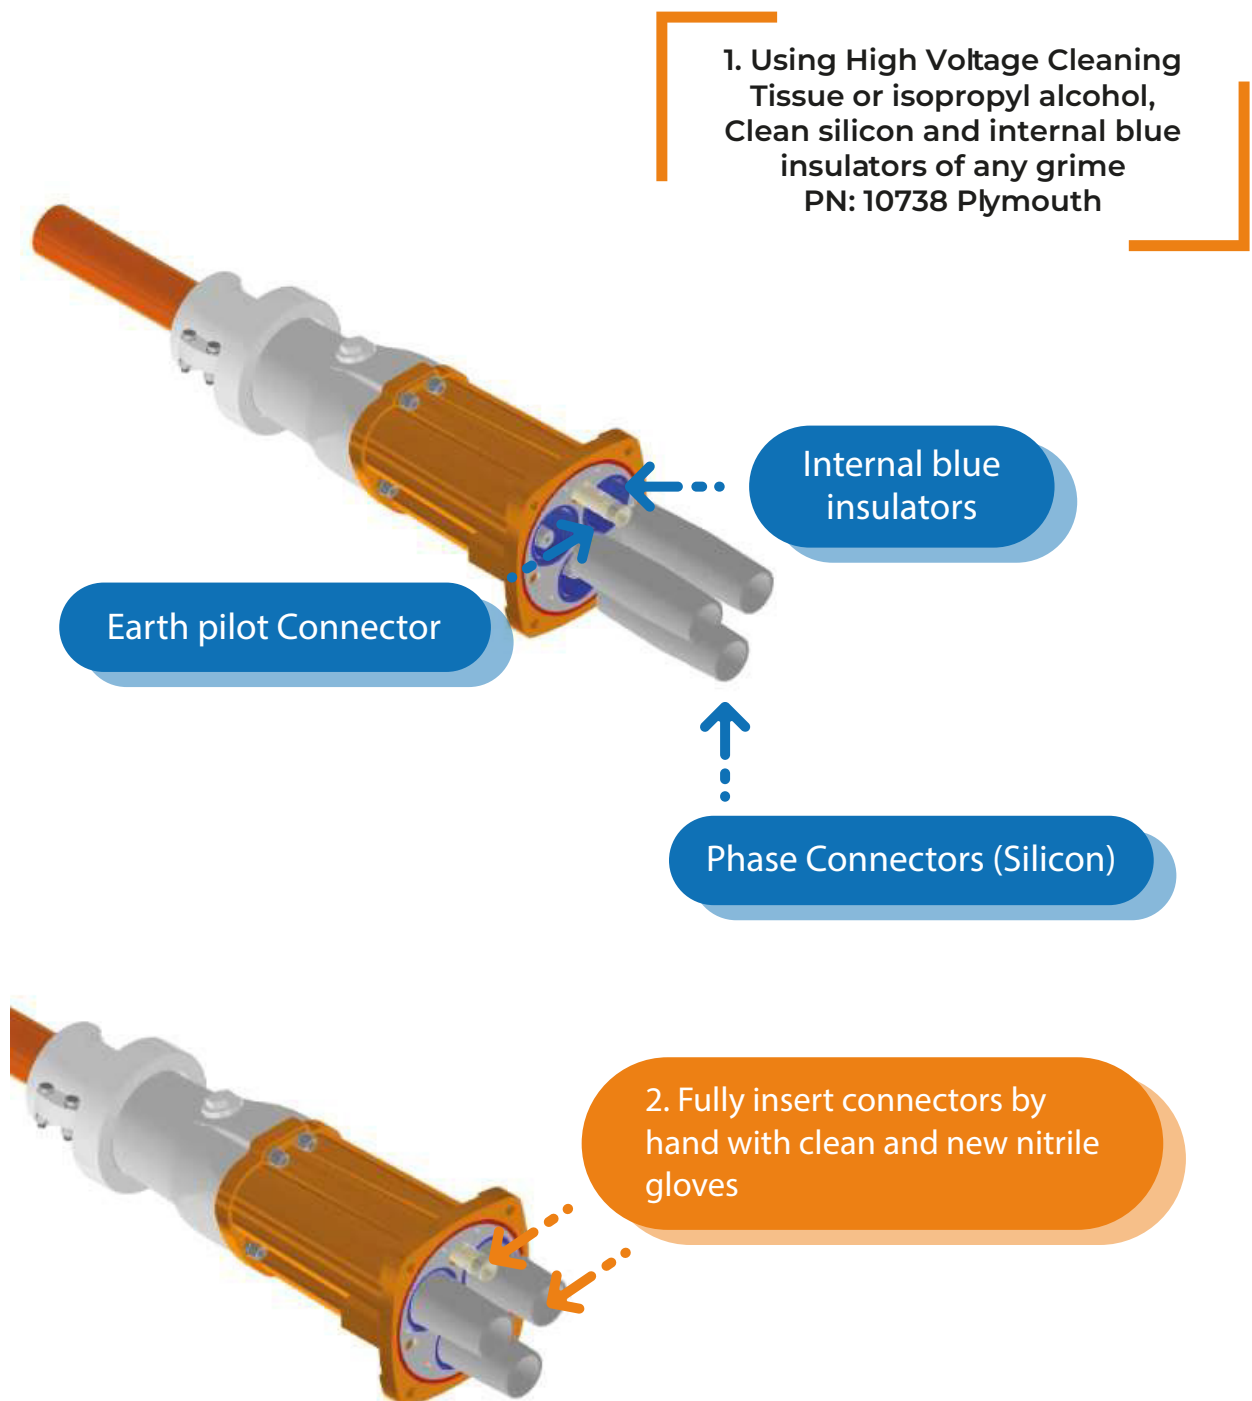 1. Using High Voltage Cleaning
Tissue or isopropyl alcohol,
Clean silicon and internal blue
insulators of any grime
PN: 10738 Plymouth
Internal blue
insulators
Earth pilot Connector
Phase Connectors (Silicon)
2. Fully insert connectors by
hand with clean and new nitrile
gloves